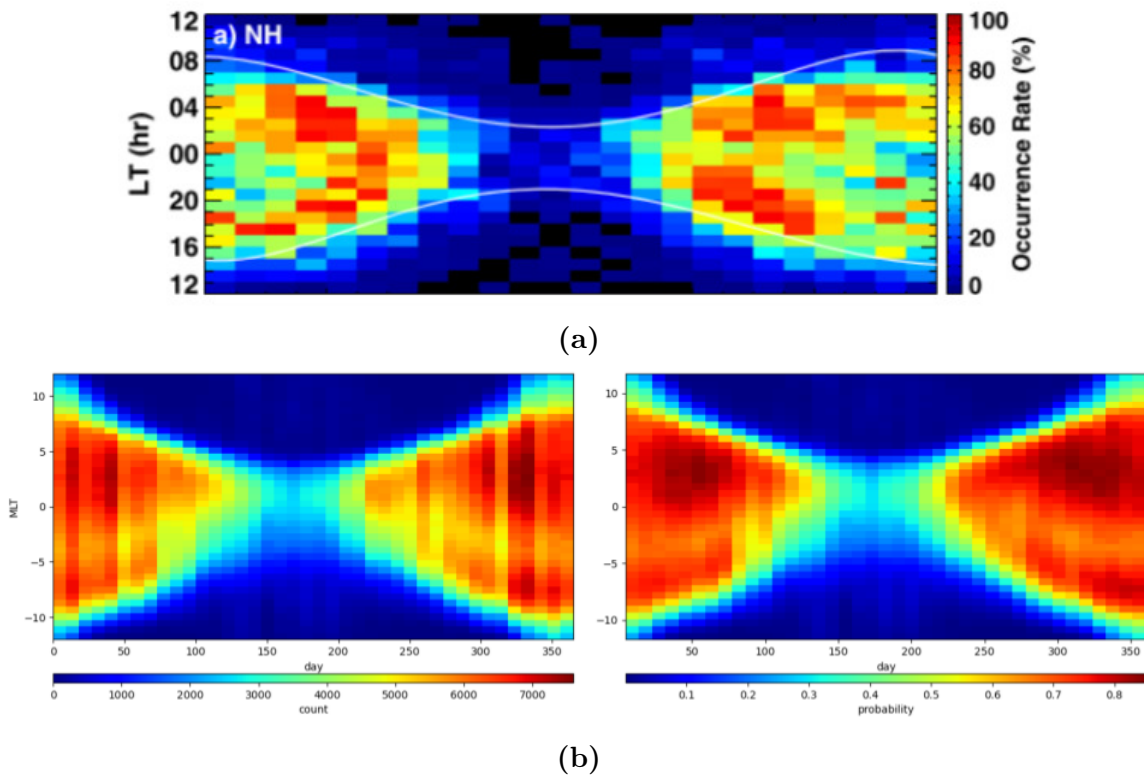 a) NH
12
08
04
00
20
16
12
LT (hr)
100
80
60
40
20
0
Occurrence Rate (%)
(a)
10
5
0
−5
−10
MLT
0 50 100 150 200 250 300 350
day
0 1000 2000 3000 4000 5000 6000 7000
count
10
5
0
−5
−10
50 100 150 200 250 300 350
day
0.1 0.2 0.3 0.4 0.5 0.6 0.7 0.8
probability
(b)